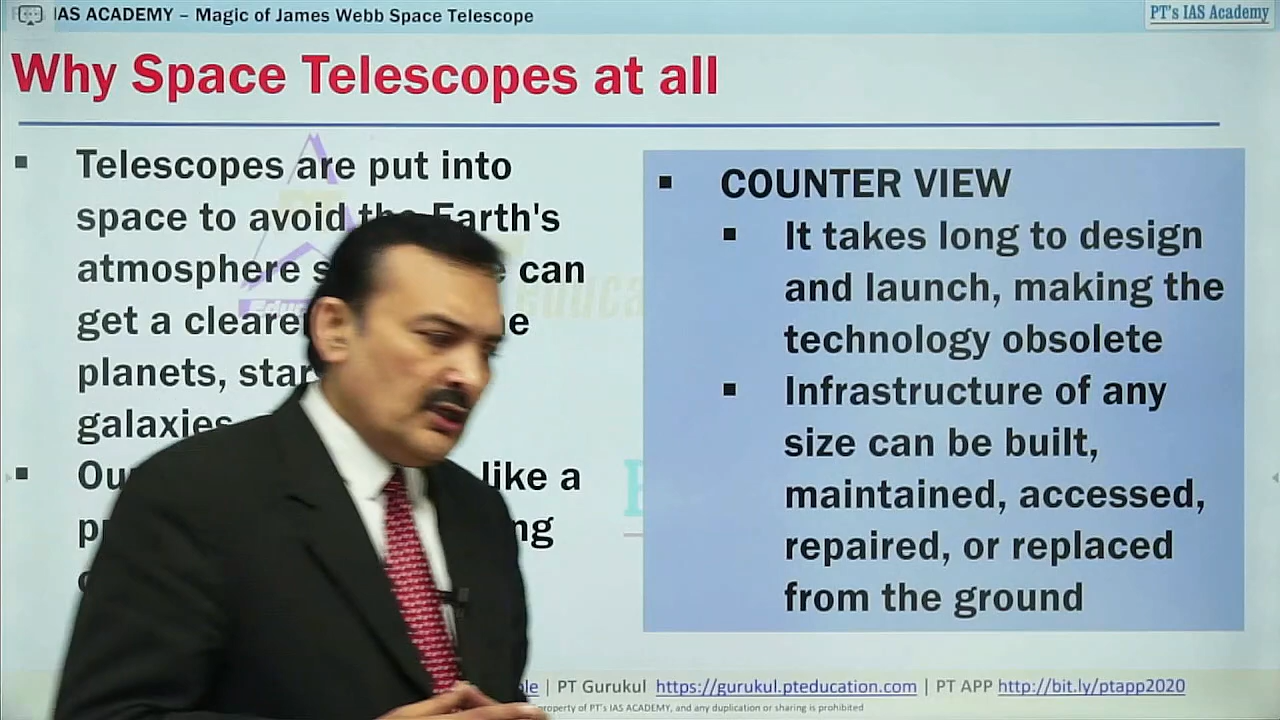 IAS ACADEMY – Magic of James Webb Space Telescope
PT's IAS Academy
Why Space Telescopes at all
▪ Telescopes are put into
space to avoid the Earth's
atmosphere can
get a
planets,
galaxies
▪ like a
▪ COUNTER VIEW
▪ It takes long to design
and launch, making the
technology obsolete
▪ Infrastructure of any
size can be built,
maintained, accessed,
repaired, or replaced
from the ground
| PT Gurukul https://gurukul.pteducation.com | PT APP http://bit.ly/ptapp2020
property of PT's IAS ACADEMY, and any duplication or sharing is prohibited